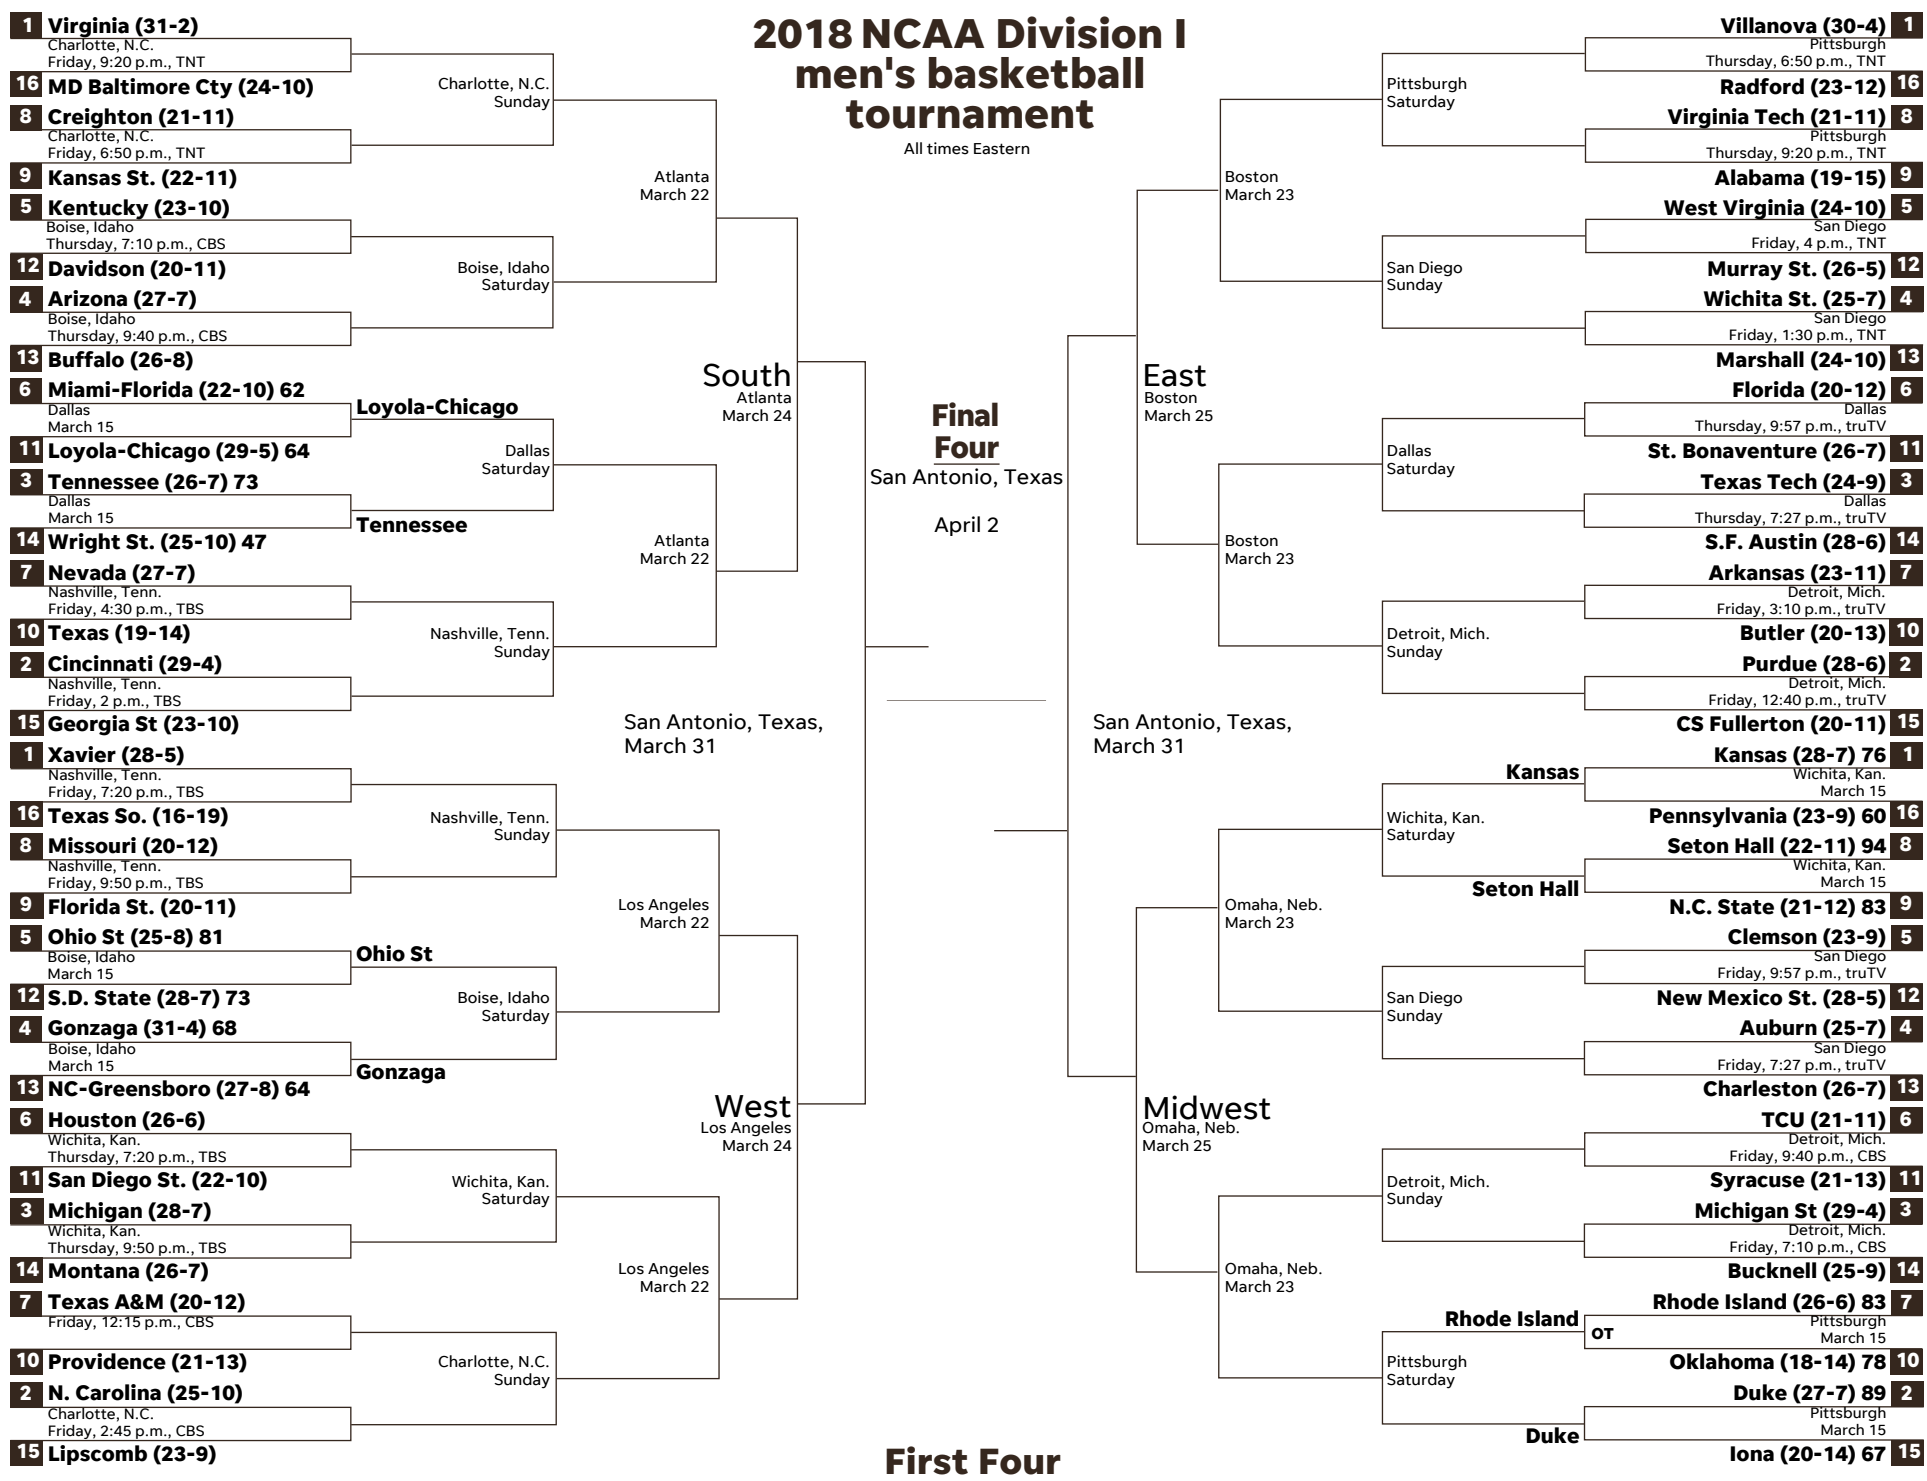 2018 NCAA Division I
men's basketball
tournament
All times Eastern
1 Virginia (31-2)
Charlotte, N.C.
Friday, 9:20 p.m., TNT
16 MD Baltimore Cty (24-10)
8 Creighton (21-11)
Charlotte, N.C.
Friday, 6:50 p.m., TNT
9 Kansas St. (22-11)
5 Kentucky (23-10)
Boise, Idaho
Thursday, 7:10 p.m., CBS
12 Davidson (20-11)
4 Arizona (27-7)
Boise, Idaho
Thursday, 9:40 p.m., CBS
13 Buffalo (26-8)
6 Miami-Florida (22-10) 62
Dallas
March 15
11 Loyola-Chicago (29-5) 64
3 Tennessee (26-7) 73
Dallas
March 15
14 Wright St. (25-10) 47
7 Nevada (27-7)
Nashville, Tenn.
Friday, 4:30 p.m., TBS
10 Texas (19-14)
2 Cincinnati (29-4)
Nashville, Tenn.
Friday, 2 p.m., TBS
15 Georgia St (23-10)
1 Xavier (28-5)
Nashville, Tenn.
Friday, 7:20 p.m., TBS
16 Texas So. (16-19)
8 Missouri (20-12)
Nashville, Tenn.
Friday, 9:50 p.m., TBS
9 Florida St. (20-11)
5 Ohio St (25-8) 81
Boise, Idaho
March 15
12 S.D. State (28-7) 73
4 Gonzaga (31-4) 68
Boise, Idaho
March 15
13 NC-Greensboro (27-8) 64
6 Houston (26-6)
Wichita, Kan.
Thursday, 7:20 p.m., TBS
11 San Diego St. (22-10)
3 Michigan (28-7)
Wichita, Kan.
Thursday, 9:50 p.m., TBS
14 Montana (26-7)
7 Texas A&M (20-12)
Friday, 12:15 p.m., CBS
10 Providence (21-13)
2 N. Carolina (25-10)
Charlotte, N.C.
Friday, 2:45 p.m., CBS
15 Lipscomb (23-9)
Charlotte, N.C.
Sunday
Boise, Idaho
Saturday
Loyola-Chicago
Dallas
Saturday
Tennessee
Nashville, Tenn.
Sunday
Nashville, Tenn.
Sunday
Ohio St
Boise, Idaho
Saturday
Gonzaga
Wichita, Kan.
Saturday
Charlotte, N.C.
Sunday
Atlanta
March 22
South
Atlanta
March 24
Atlanta
March 22
San Antonio, Texas,
March 31
Los Angeles
March 22
West
Los Angeles
March 24
Los Angeles
March 22
Final
Four
San Antonio, Texas
April 2
First Four
Boston
March 23
East
Boston
March 25
Boston
March 23
San Antonio, Texas,
March 31
Omaha, Neb.
March 23
Midwest
Omaha, Neb.
March 25
Omaha, Neb.
March 23
Pittsburgh
Saturday
San Diego
Sunday
Dallas
Saturday
Detroit, Mich.
Sunday
Kansas
Wichita, Kan.
Saturday
Seton Hall
San Diego
Sunday
Detroit, Mich.
Sunday
Rhode Island
Pittsburgh
Saturday
Duke
Villanova (30-4) 1
Pittsburgh
Thursday, 6:50 p.m., TNT
Radford (23-12) 16
Virginia Tech (21-11) 8
Pittsburgh
Thursday, 9:20 p.m., TNT
Alabama (19-15) 9
West Virginia (24-10) 5
San Diego
Friday, 4 p.m., TNT
Murray St. (26-5) 12
Wichita St. (25-7) 4
San Diego
Friday, 1:30 p.m., TNT
Marshall (24-10) 13
Florida (20-12) 6
Dallas
Thursday, 9:57 p.m., truTV
St. Bonaventure (26-7) 11
Texas Tech (24-9) 3
Dallas
Thursday, 7:27 p.m., truTV
S.F. Austin (28-6) 14
Arkansas (23-11) 7
Detroit, Mich.
Friday, 3:10 p.m., truTV
Butler (20-13) 10
Purdue (28-6) 2
Detroit, Mich.
Friday, 12:40 p.m., truTV
CS Fullerton (20-11) 15
Kansas (28-7) 76 1
Wichita, Kan.
March 15
Pennsylvania (23-9) 60 16
Seton Hall (22-11) 94 8
Wichita, Kan.
March 15
N.C. State (21-12) 83 9
Clemson (23-9) 5
San Diego
Friday, 9:57 p.m., truTV
New Mexico St. (28-5) 12
Auburn (25-7) 4
San Diego
Friday, 7:27 p.m., truTV
Charleston (26-7) 13
TCU (21-11) 6
Detroit, Mich.
Friday, 9:40 p.m., CBS
Syracuse (21-13) 11
Michigan St (29-4) 3
Detroit, Mich.
Friday, 7:10 p.m., CBS
Bucknell (25-9) 14
Rhode Island (26-6) 83 7
Pittsburgh
OT March 15
Oklahoma (18-14) 78 10
Duke (27-7) 89 2
Pittsburgh
March 15
Iona (20-14) 67 15